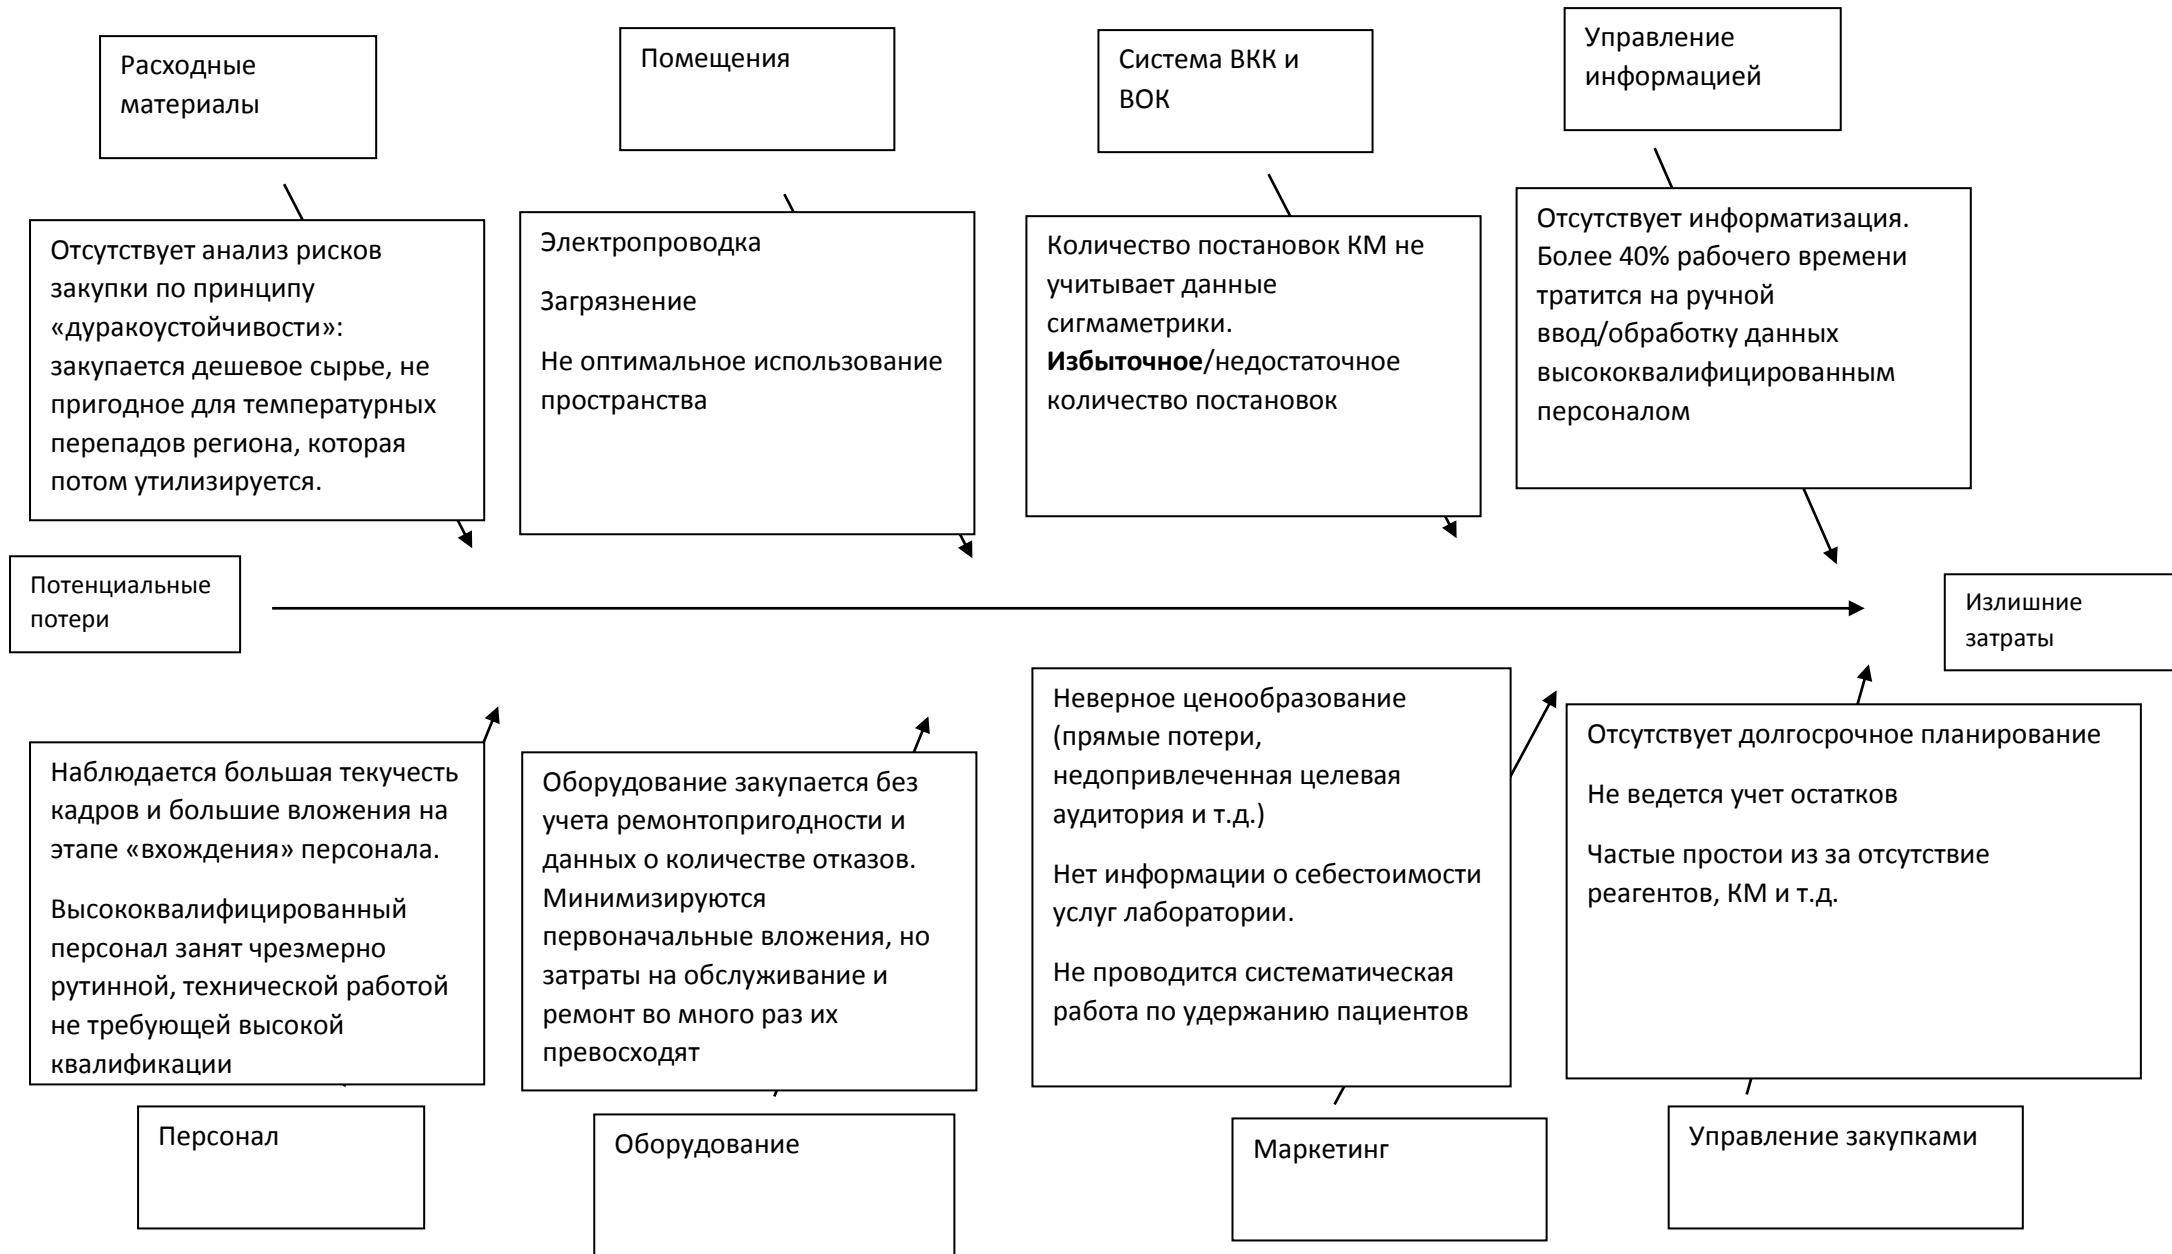 Расходные
материалы
Помещения
Система ВКК и
ВОК
Управление
информацией
Отсутствует анализ рисков
закупки по принципу
«дуракоустойчивости»:
закупается дешевое сырье, не
пригодное для температурных
перепадов региона, которая
потом утилизируется.
Электропроводка
Загрязнение
Не оптимальное использование
пространства
Количество постановок КМ не
учитывает данные
сигмаметрики.
Избыточное/недостаточное
количество постановок
Отсутствует информатизация.
Более 40% рабочего времени
тратится на ручной
ввод/обработку данных
высококвалифицированным
персоналом
Потенциальные
потери
Излишние
затраты
Наблюдается большая текучесть
кадров и большие вложения на
этапе «вхождения» персонала.
Высококвалифицированный
персонал занят чрезмерно
рутинной, технической работой
не требующей высокой
квалификации
Оборудование закупается без
учета ремонтопригодности и
данных о количестве отказов.
Минимизируются
первоначальные вложения, но
затраты на обслуживание и
ремонт во много раз их
превосходят
Неверное ценообразование
(прямые потери,
недопривлеченная целевая
аудитория и т.д.)
Нет информации о себестоимости
услуг лаборатории.
Не проводится систематическая
работа по удержанию пациентов
Отсутствует долгосрочное планирование
Не ведется учет остатков
Частые простои из за отсутствие
реагентов, КМ и т.д.
Персонал
Оборудование
Маркетинг
Управление закупками